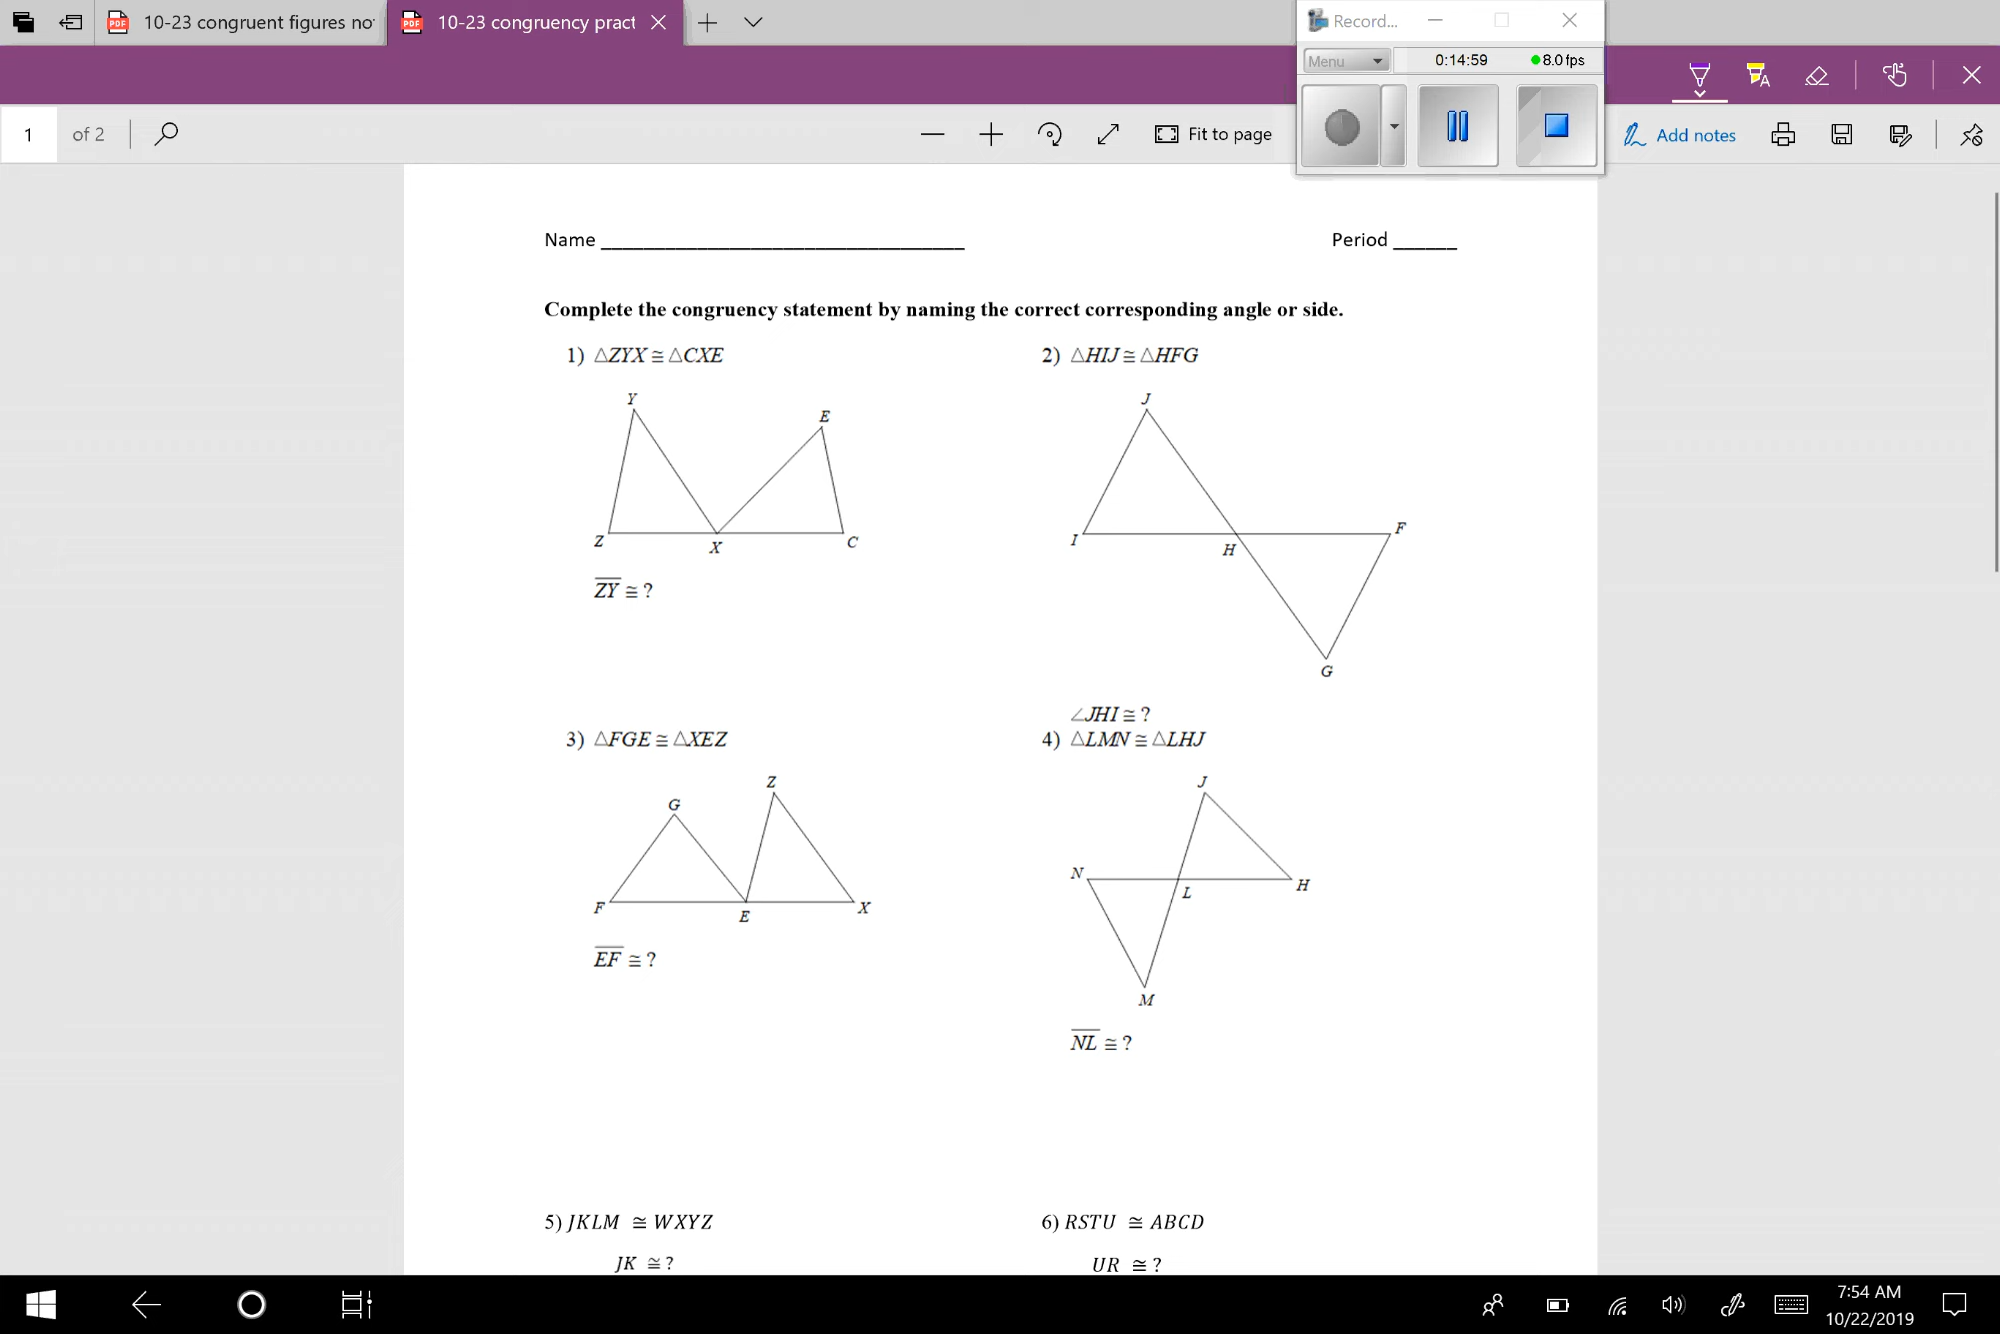 10-23 congruent figures no
10-23 congruency pract
Record...
Menu
0:14:59
8.0 fps
1
of 2
Fit to page
Add notes
Name ___________________________________
Period ______
Complete the congruency statement by naming the correct corresponding angle or side.
1) △ZYX ≅ △CXE
2) △HIJ ≅ △HFG
Y
E
Z
X
C
J
I
H
F
G
Z̅Y̅ ≅ ?
∠JHI ≅ ?
3) △FGE ≅ △XEZ
4) △LMN ≅ △LHJ
G
Z
F
E
X
J
N
L
H
M
E̅F̅ ≅ ?
N̅L̅ ≅ ?
5) JKLM ≅ WXYZ
6) RSTU ≅ ABCD
JK ≅ ?
UR ≅ ?
7:54 AM
10/22/2019